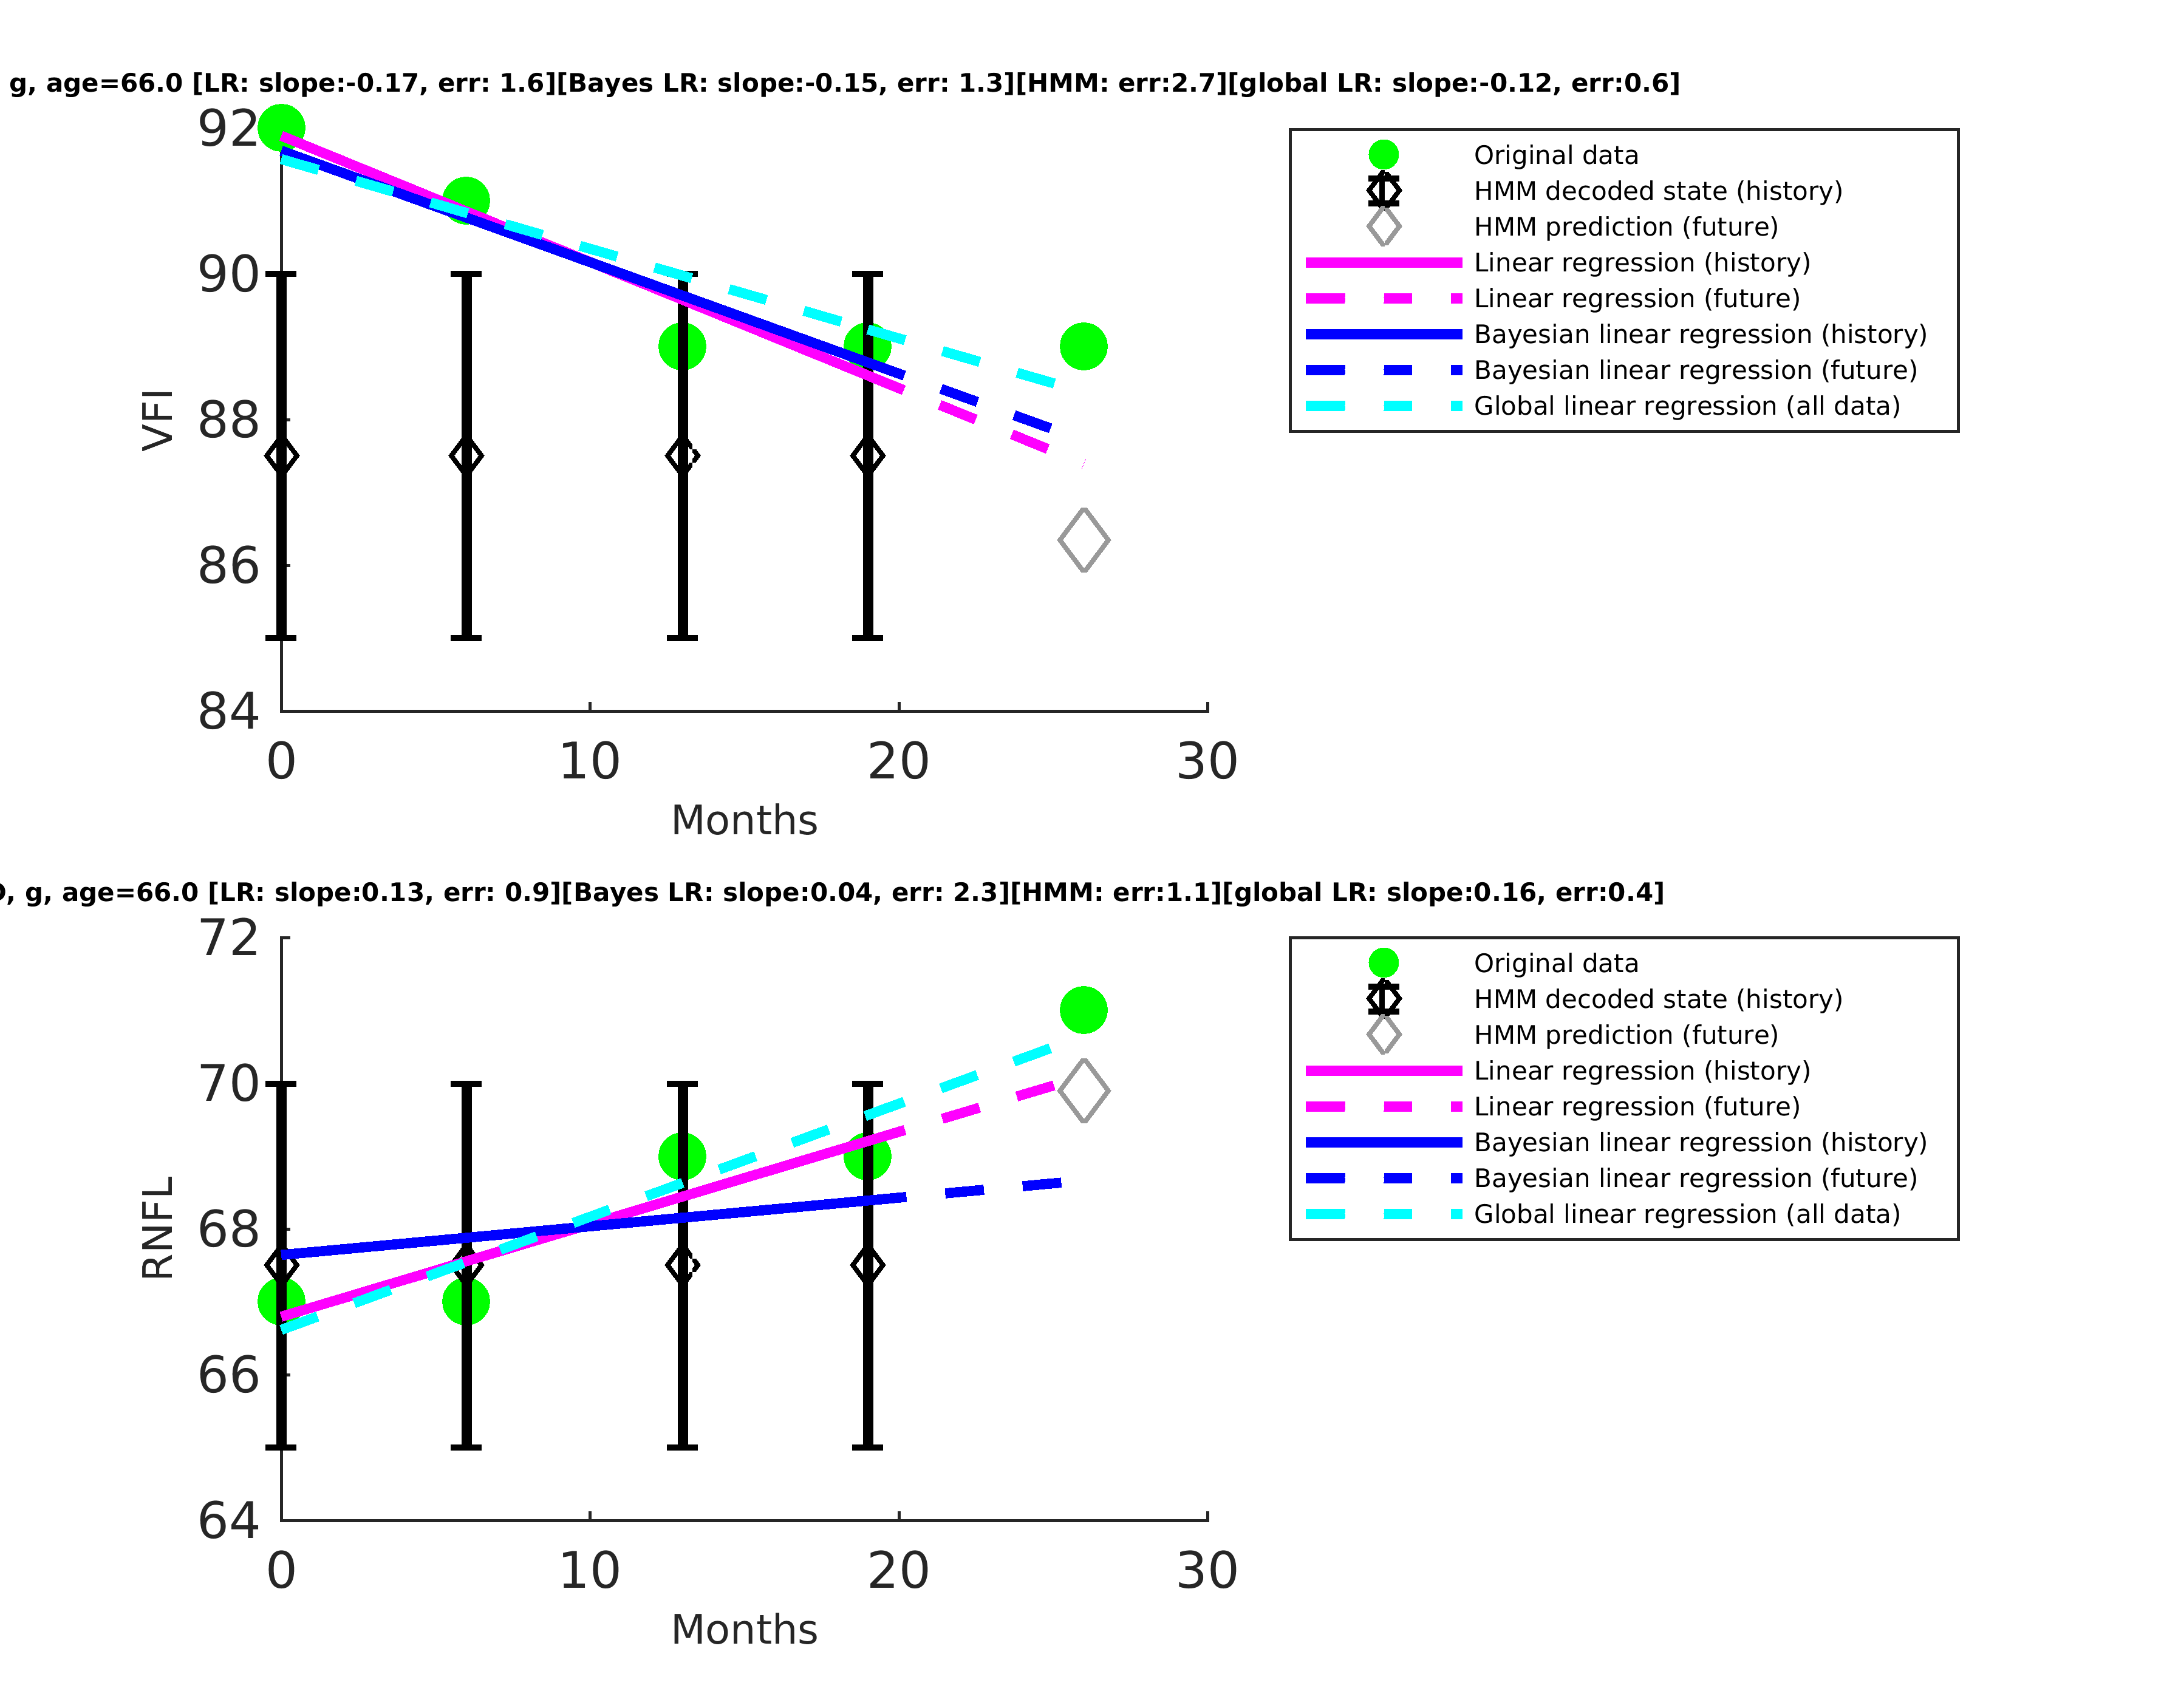 g, age=66.0 [LR: slope:-0.17, err: 1.6][Bayes LR: slope:-0.15, err: 1.3][HMM: err:2.7][global LR: slope:-0.12, err:0.6]
92
90
88
86
84
VFI
0 10 20 30
Months
Original data
HMM decoded state (history)
HMM prediction (future)
Linear regression (history)
Linear regression (future)
Bayesian linear regression (history)
Bayesian linear regression (future)
Global linear regression (all data)
, g, age=66.0 [LR: slope:0.13, err: 0.9][Bayes LR: slope:0.04, err: 2.3][HMM: err:1.1][global LR: slope:0.16, err:0.4]
72
70
68
66
64
RNFL
0 10 20 30
Months
Original data
HMM decoded state (history)
HMM prediction (future)
Linear regression (history)
Linear regression (future)
Bayesian linear regression (history)
Bayesian linear regression (future)
Global linear regression (all data)